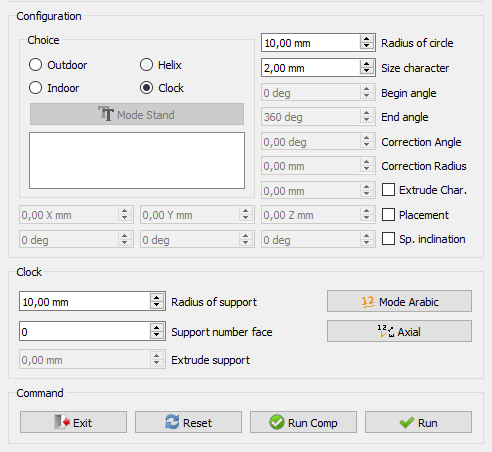 Configuration
Choice
Outdoor
Helix
Indoor
Clock
Mode Stand
10,00 mm Radius of circle
2,00 mm Size character
0 deg Begin angle
360 deg End angle
0,00 deg Correction Angle
0,00 mm Correction Radius
0,00 mm Extrude Char.
0,00 X mm 0,00 Y mm 0,00 Z mm Placement
0 deg 0 deg 0 deg Sp. inclination
Clock
10,00 mm Radius of support Mode Arabic
0 Support number face Axial
0,00 mm Extrude support
Command
Exit Reset Run Comp Run